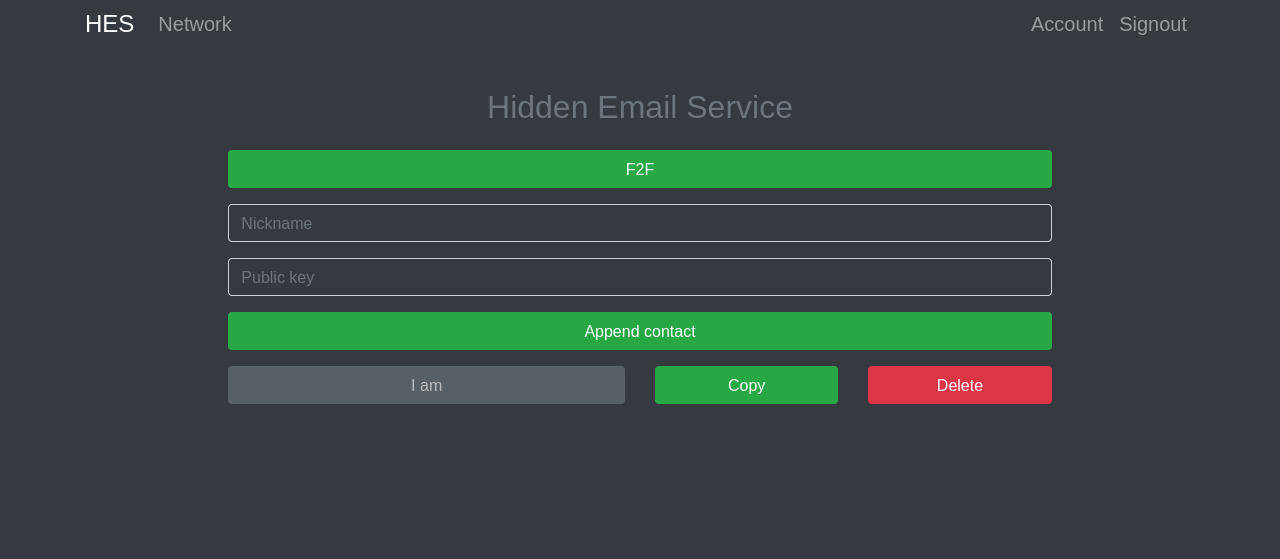 HES Network Account Signout
Hidden Email Service
F2F
Nickname
Public key
Append contact
I am Copy Delete